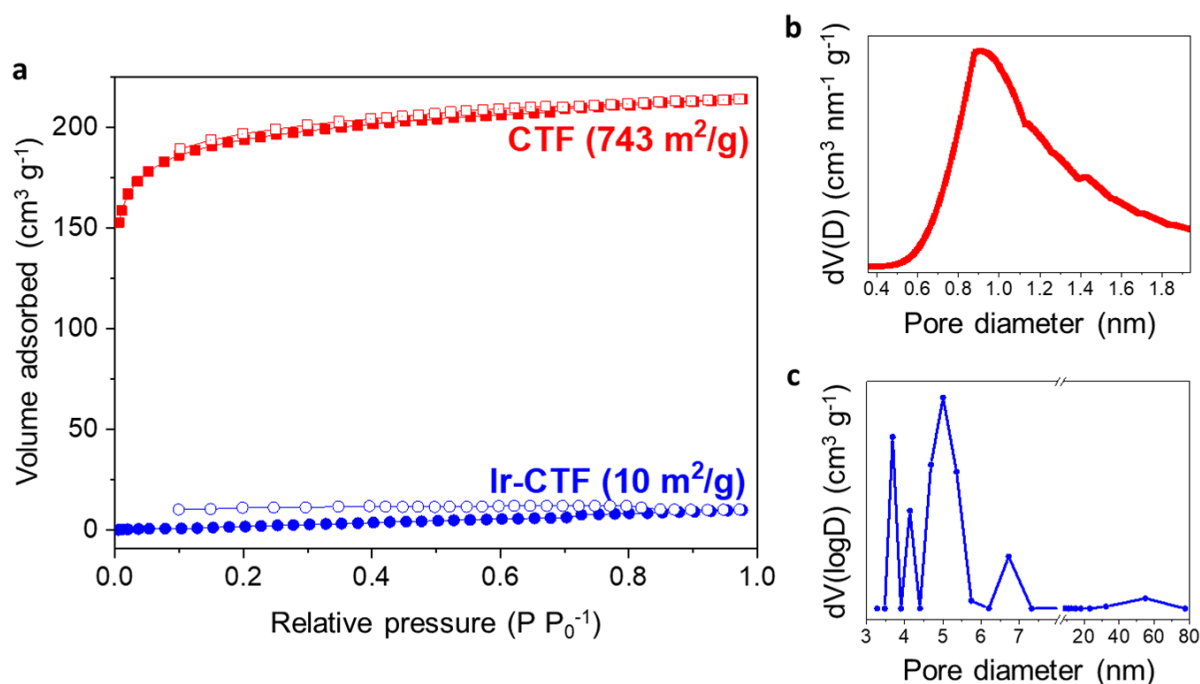 a
Volume adsorbed (cm³ g⁻¹)
200
150
100
50
0
CTF (743 m²/g)
Ir-CTF (10 m²/g)
0.0 0.2 0.4 0.6 0.8 1.0
Relative pressure (P P₀⁻¹)
b
dV(D) (cm³ nm⁻¹ g⁻¹)
0.4 0.6 0.8 1.0 1.2 1.4 1.6 1.8
Pore diameter (nm)
c
dV(logD) (cm³ g⁻¹)
3 4 5 6 7 20 40 60 80
Pore diameter (nm)